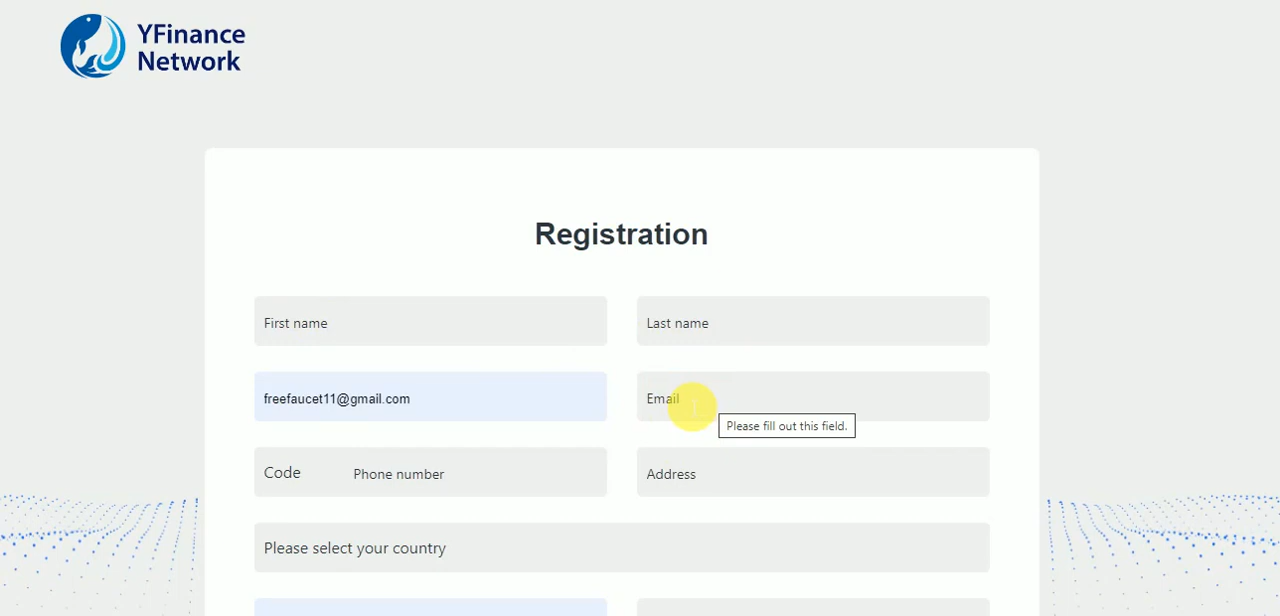 YFinance
Network
Registration
First name
Last name
freefaucet11@gmail.com
Email
Please fill out this field.
Code
Phone number
Address
Please select your country